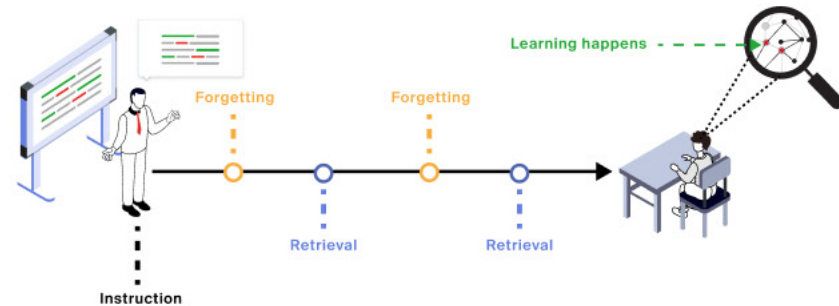 Learning happens
Forgetting
Forgetting
Retrieval
Retrieval
Instruction